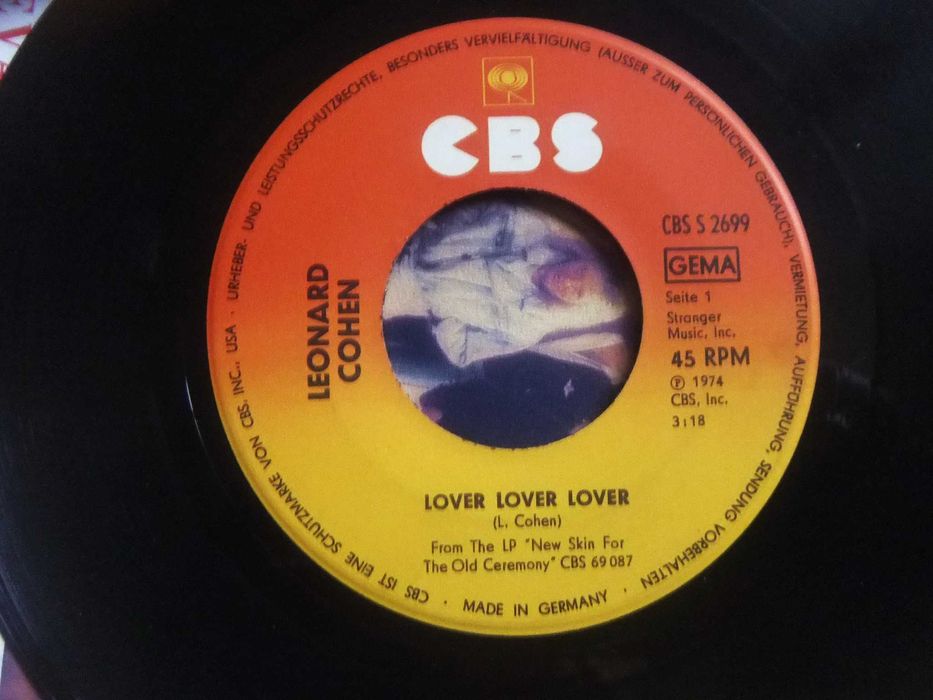 CBS
CBS S 2699
GEMA
Seite 1
Stranger
Music, Inc.
45 RPM
Ⓟ 1974
CBS, Inc.
3:18
LEONARD
COHEN
LOVER LOVER LOVER
(L. Cohen)
From The LP "New Skin For
The Old Ceremony" CBS 69 087
CBS IST EINE SCHUTZMARKE VON CBS, INC., USA · URHEBER- UND LEISTUNGSSCHUTZRECHTE, BESONDERS VERVIELFÄLTIGUNG (AUSSER ZUM PERSÖNLICHEN GEBRAUCH), VERMIETUNG, AUFFÜHRUNG, SENDUNG VORBEHALTEN ·
MADE IN GERMANY ·